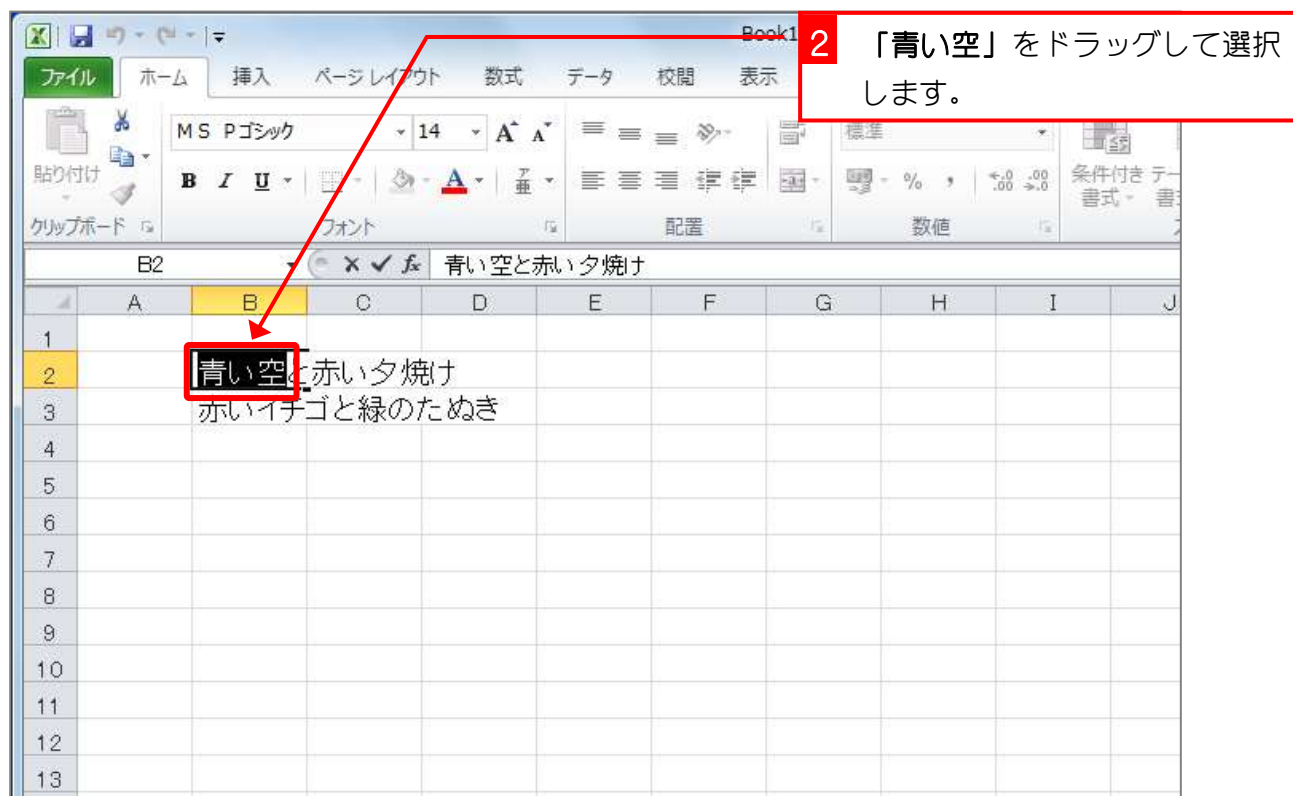 Book1
2 「青い空」をドラッグして選択
します。
ファイル ホーム 挿入 ページ レイアウト 数式 データ 校閲 表示
ＭＳ Ｐゴシック 14 A A 標準
貼り付け B I U A ア亜 % , 条件付き 書式
クリップボード フォント 配置 数値
B2 fx 青い空と赤い夕焼け
A B C D E F G H I J
1
2 青い空と赤い夕焼け
3 赤いイチゴと緑のたぬき
4
5
6
7
8
9
10
11
12
13